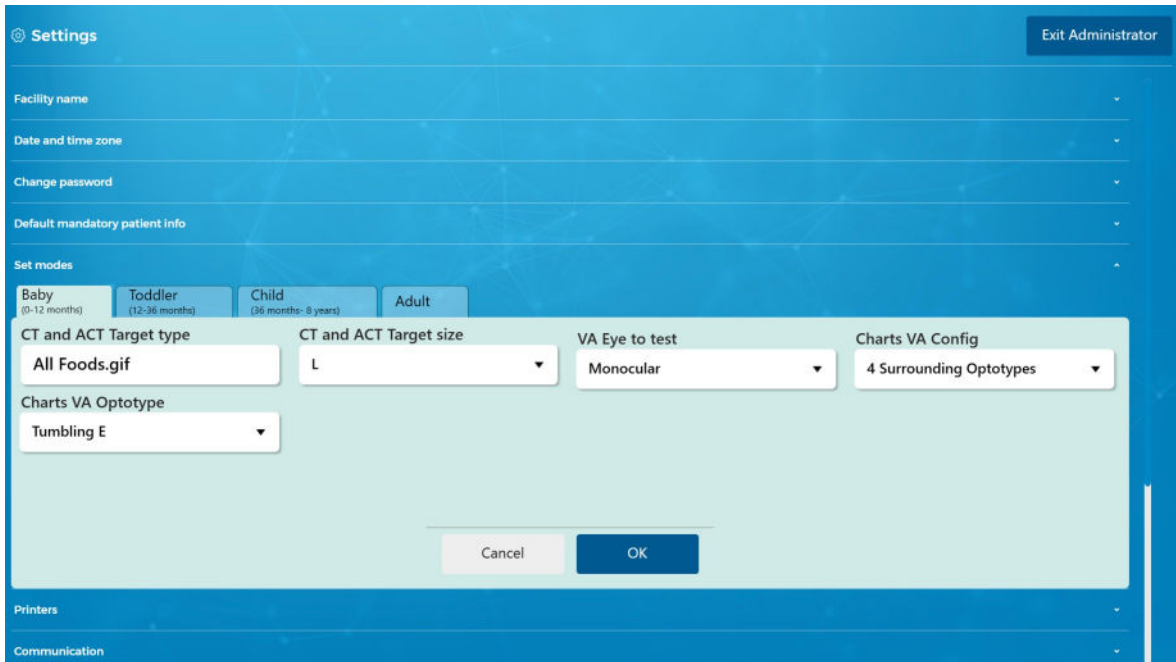 Settings
Exit Administrator
Facility name
Date and time zone
Change password
Default mandatory patient info
Set modes
Baby
(0-12 months)
Toddler
(12-36 months)
Child
(36 months- 8 years)
Adult
CT and ACT Target type
All Foods.gif
CT and ACT Target size
L
VA Eye to test
Monocular
Charts VA Config
4 Surrounding Optotypes
Charts VA Optotype
Tumbling E
Cancel
OK
Printers
Communication